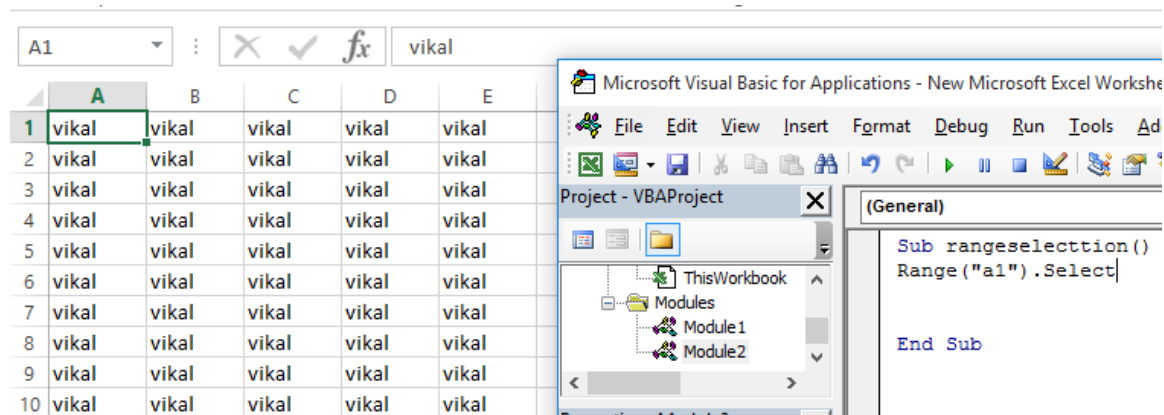 A1 fx vikal
A B C D E
1 vikal vikal vikal vikal vikal
2 vikal vikal vikal vikal vikal
3 vikal vikal vikal vikal vikal
4 vikal vikal vikal vikal vikal
5 vikal vikal vikal vikal vikal
6 vikal vikal vikal vikal vikal
7 vikal vikal vikal vikal vikal
8 vikal vikal vikal vikal vikal
9 vikal vikal vikal vikal vikal
10 vikal vikal vikal vikal vikal
Microsoft Visual Basic for Applications - New Microsoft Excel Workshe
File Edit View Insert Format Debug Run Tools Ad
Project - VBAProject
ThisWorkbook
Modules
Module1
Module2
(General)
Sub rangeselecttion()
Range("a1").Select
End Sub